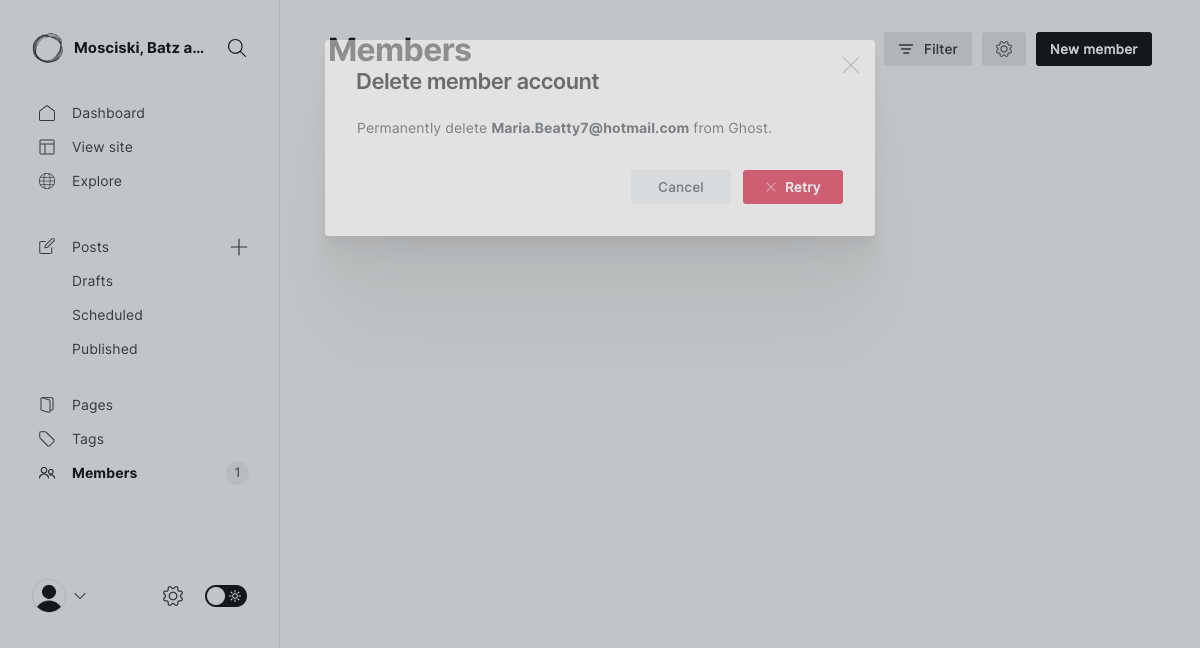 Mosciski, Batz a...
Dashboard
View site
Explore
Posts
Drafts
Scheduled
Published
Pages
Tags
Members
1
Members
Filter
New member
Delete member account
Permanently delete Maria.Beatty7@hotmail.com from Ghost.
Cancel
Retry